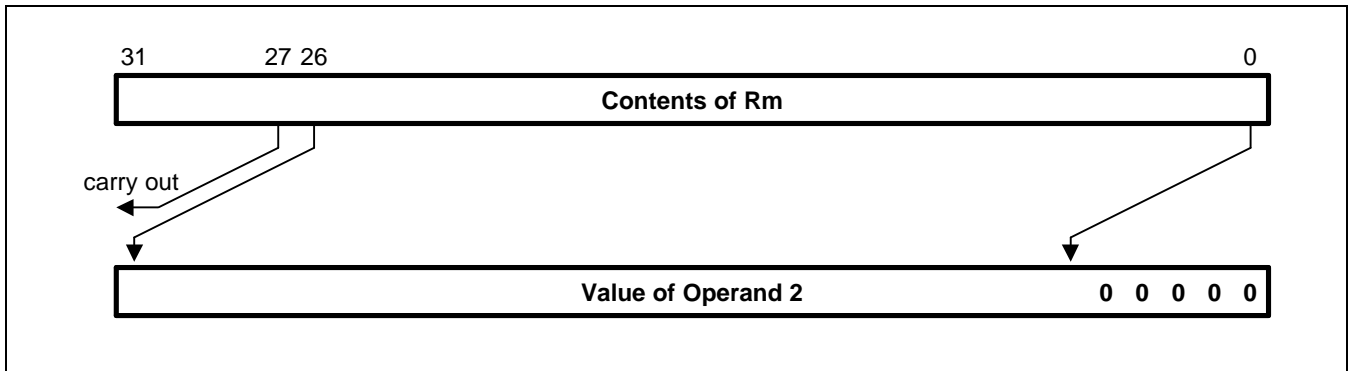 31 27 26 0
Contents of Rm
carry out
Value of Operand 2 0 0 0 0 0